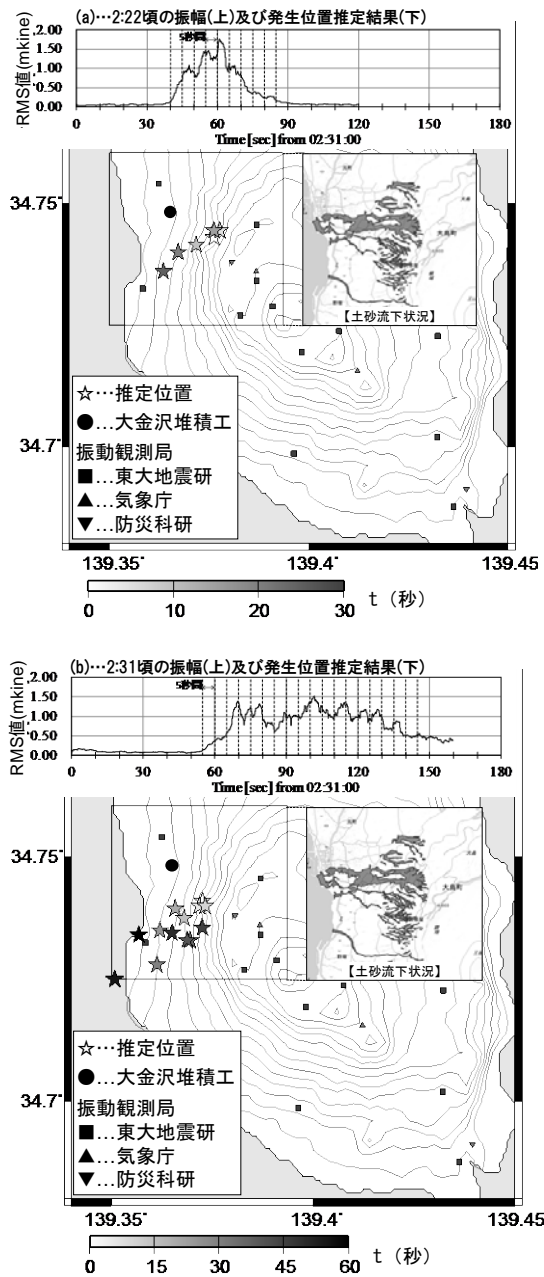 (a)…2:22頃の振幅(上)及び発生位置推定結果(下)
RMS値(mkine)
2.00
1.50
1.00
0.50
0.00
5秒間
0 30 60 90 120 150 180
Time[sec] from 02:31:00
34.75
34.7
【土砂流下状況】
☆…推定位置
●…大金沢堆積工
振動観測局
■…東大地震研
▲…気象庁
▼…防災科研
139.35 139.4 139.45
0 10 20 30 t(秒)
(b)…2:31頃の振幅(上)及び発生位置推定結果(下)
RMS値(mkine)
2.00
1.50
1.00
0.50
0.00
5秒間
0 30 60 90 120 150 180
Time[sec] from 02:31:00
34.75
34.7
大島町
【土砂流下状況】
☆…推定位置
●…大金沢堆積工
振動観測局
■…東大地震研
▲…気象庁
▼…防災科研
139.35 139.4 139.45
0 15 30 45 60 t(秒)